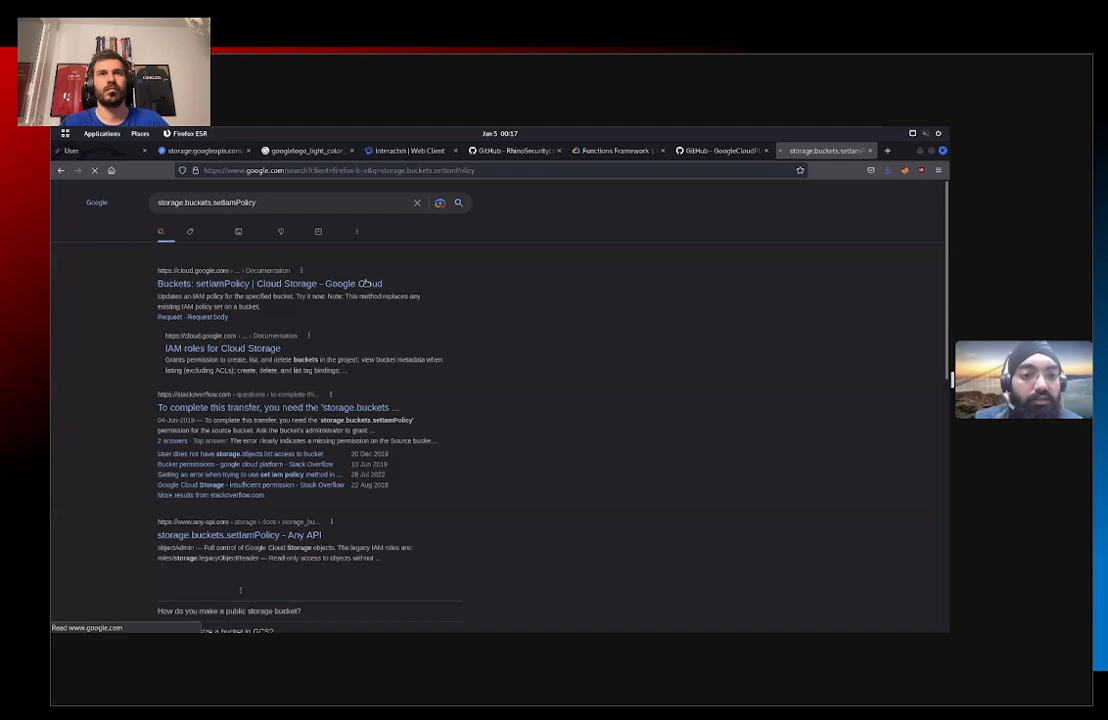 CARLOS
Applications Places Firefox ESR Jan 5 00:17
User storage.googleapis.com googlelogo_light_color_ Interactsh | Web Client GitHub - RhinoSecurityL Functions Framework | GitHub - GoogleCloudPl storage.buckets.setIamP
https://www.google.com/search?client=firefox-b-e&q=storage.buckets.setIamPolicy
Google storage.buckets.setIamPolicy
https://cloud.google.com › ... › Documentation
Buckets: setIamPolicy | Cloud Storage - Google Cloud
Updates an IAM policy for the specified bucket. Try it now. Note: This method replaces any
existing IAM policy set on a bucket.
Request · Request body
https://cloud.google.com › ... › Documentation
IAM roles for Cloud Storage
Grants permission to create, list, and delete buckets in the project; view bucket metadata when
listing (excluding ACLs); create, delete, and list tag bindings; ...
https://stackoverflow.com › questions › to-complete-thi...
To complete this transfer, you need the 'storage.buckets ...
04-Jun-2019 — To complete this transfer, you need the 'storage.buckets.setIamPolicy'
permission for the source bucket. Ask the bucket's administrator to grant ...
2 answers · Top answer: The error clearly indicates a missing permission on the Source bucke...
User does not have storage.objects.list access to bucket 20 Dec 2019
Bucket permissions - google cloud platform - Stack Overflow 13 Jun 2019
Getting an error when trying to use set iam policy method in ... 28 Jul 2022
Google Cloud Storage - Insufficient permission - Stack Overflow 22 Aug 2018
More results from stackoverflow.com
https://www.any-api.com › storage › docs › storage_bu...
storage.buckets.setIamPolicy - Any API
objectAdmin — Full control of Google Cloud Storage objects. The legacy IAM roles are:
roles/storage.legacyObjectReader — Read-only access to objects without ...
How do you make a public storage bucket?
Read www.google.com
ize a bucket in GCS?